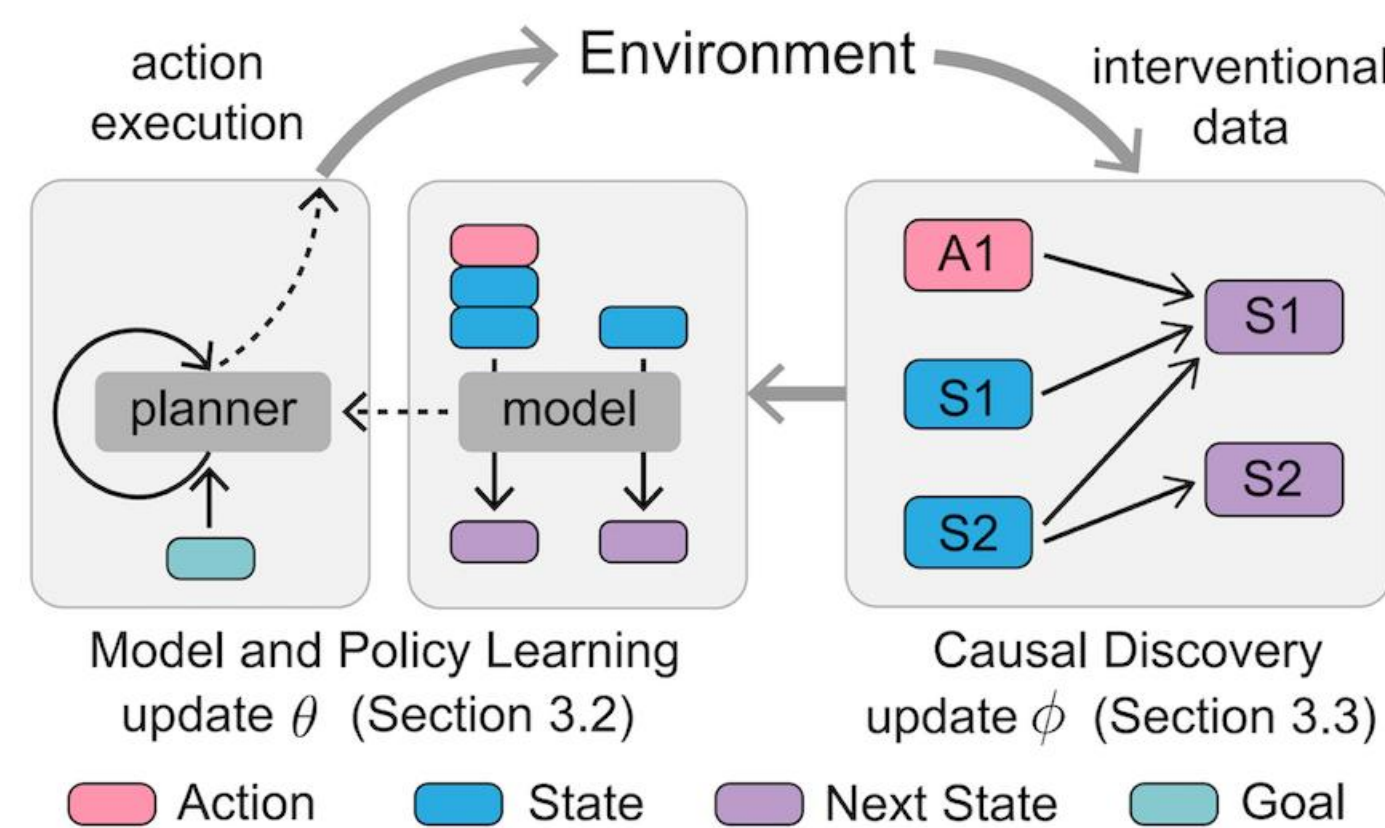 action
execution
Environment
interventional
data
planner
model
A1
S1
S2
S1
S2
Model and Policy Learning
update θ (Section 3.2)
Causal Discovery
update ϕ (Section 3.3)
Action
State
Next State
Goal